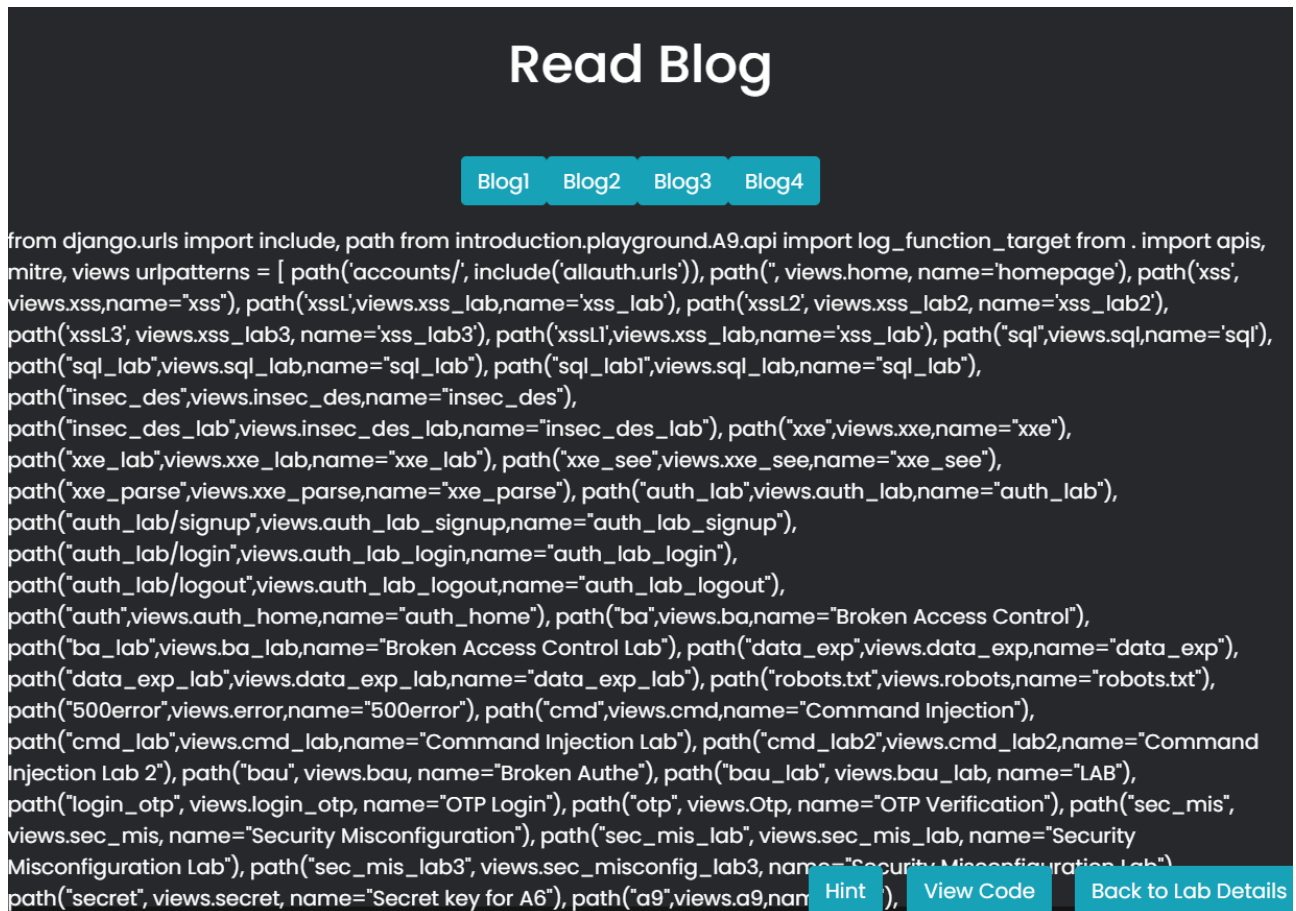 Read Blog
Blog1 Blog2 Blog3 Blog4
from django.urls import include, path from introduction.playground.A9.api import log_function_target from . import apis,
mitre, views urlpatterns = [ path('accounts/', include('allauth.urls')), path('', views.home, name='homepage'), path('xss',
views.xss,name="xss"), path('xssL',views.xss_lab,name='xss_lab'), path('xssL2', views.xss_lab2, name='xss_lab2'),
path('xssL3', views.xss_lab3, name='xss_lab3'), path('xssL1',views.xss_lab,name='xss_lab'), path("sql",views.sql,name='sql'),
path("sql_lab",views.sql_lab,name="sql_lab"), path("sql_lab1",views.sql_lab,name="sql_lab"),
path("insec_des",views.insec_des,name="insec_des"),
path("insec_des_lab",views.insec_des_lab,name="insec_des_lab"), path("xxe",views.xxe,name="xxe"),
path("xxe_lab",views.xxe_lab,name="xxe_lab"), path("xxe_see",views.xxe_see,name="xxe_see"),
path("xxe_parse",views.xxe_parse,name="xxe_parse"), path("auth_lab",views.auth_lab,name="auth_lab"),
path("auth_lab/signup",views.auth_lab_signup,name="auth_lab_signup"),
path("auth_lab/login",views.auth_lab_login,name="auth_lab_login"),
path("auth_lab/logout",views.auth_lab_logout,name="auth_lab_logout"),
path("auth",views.auth_home,name="auth_home"), path("ba",views.ba,name="Broken Access Control"),
path("ba_lab",views.ba_lab,name="Broken Access Control Lab"), path("data_exp",views.data_exp,name="data_exp"),
path("data_exp_lab",views.data_exp_lab,name="data_exp_lab"), path("robots.txt",views.robots,name="robots.txt"),
path("500error",views.error,name="500error"), path("cmd",views.cmd,name="Command Injection"),
path("cmd_lab",views.cmd_lab,name="Command Injection Lab"), path("cmd_lab2",views.cmd_lab2,name="Command
Injection Lab 2"), path("bau", views.bau, name="Broken Authe"), path("bau_lab", views.bau_lab, name="LAB"),
path("login_otp", views.login_otp, name="OTP Login"), path("otp", views.Otp, name="OTP Verification"), path("sec_mis",
views.sec_mis, name="Security Misconfiguration"), path("sec_mis_lab", views.sec_mis_lab, name="Security
Misconfiguration Lab"), path("sec_mis_lab3", views.sec_misconfig_lab3, name="Security Misconfiguration Lab")
path("secret", views.secret, name="Secret key for A6"), path("a9",views.a9,nam ),
Hint View Code Back to Lab Details